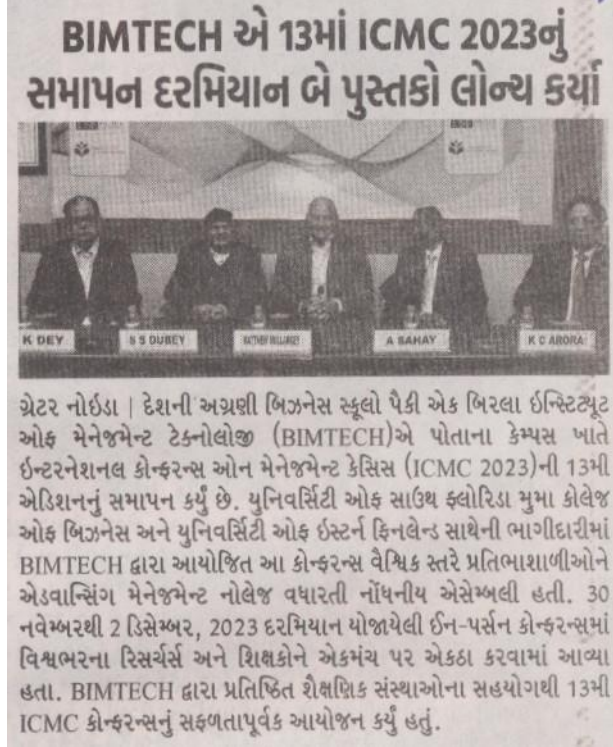 BIMTECH એ 13માં ICMC 2023નું
સમાપન દરમિયાન બે પુસ્તકો લોન્ચ કર્યા
K DEY
S S DUBEY
A SAHAY
K C ARORA
ગ્રેટર નોઇડા | દેશની અગ્રણી બિઝનેસ સ્કૂલો પૈકી એક બિરલા ઇન્સ્ટિટ્યૂટ
ઓફ મેનેજમેન્ટ ટેક્નોલોજી (BIMTECH)એ પોતાના કેમ્પસ ખાતે
ઇન્ટરનેશનલ કોન્ફરન્સ ઓન મેનેજમેન્ટ કેસિસ (ICMC 2023)ની 13મી
એડિશનનું સમાપન કર્યું છે. યુનિવર્સિટી ઓફ સાઉથ ફ્લોરિડા મુમા કોલેજ
ઓફ બિઝનેસ અને યુનિવર્સિટી ઓફ ઇસ્ટર્ન ફિનલેન્ડ સાથેની ભાગીદારીમાં
BIMTECH દ્વારા આયોજિત આ કોન્ફરન્સ વૈશ્વિક સ્તરે પ્રતિભાશાળીઓને
એડવાન્સિંગ મેનેજમેન્ટ નોલેજ વધારતી નોંધનીય એસેમ્બલી હતી. 30
નવેમ્બરથી 2 ડિસેમ્બર, 2023 દરમિયાન યોજાયેલી ઈન-પર્સન કોન્ફરન્સમાં
વિશ્વભરના રિસર્ચર્સ અને શિક્ષકોને એકમંચ પર એકઠા કરવામાં આવ્યા
હતા. BIMTECH દ્વારા પ્રતિષ્ઠિત શૈક્ષણિક સંસ્થાઓના સહયોગથી 13મી
ICMC કોન્ફરન્સનું સફળતાપૂર્વક આયોજન કર્યું હતું.